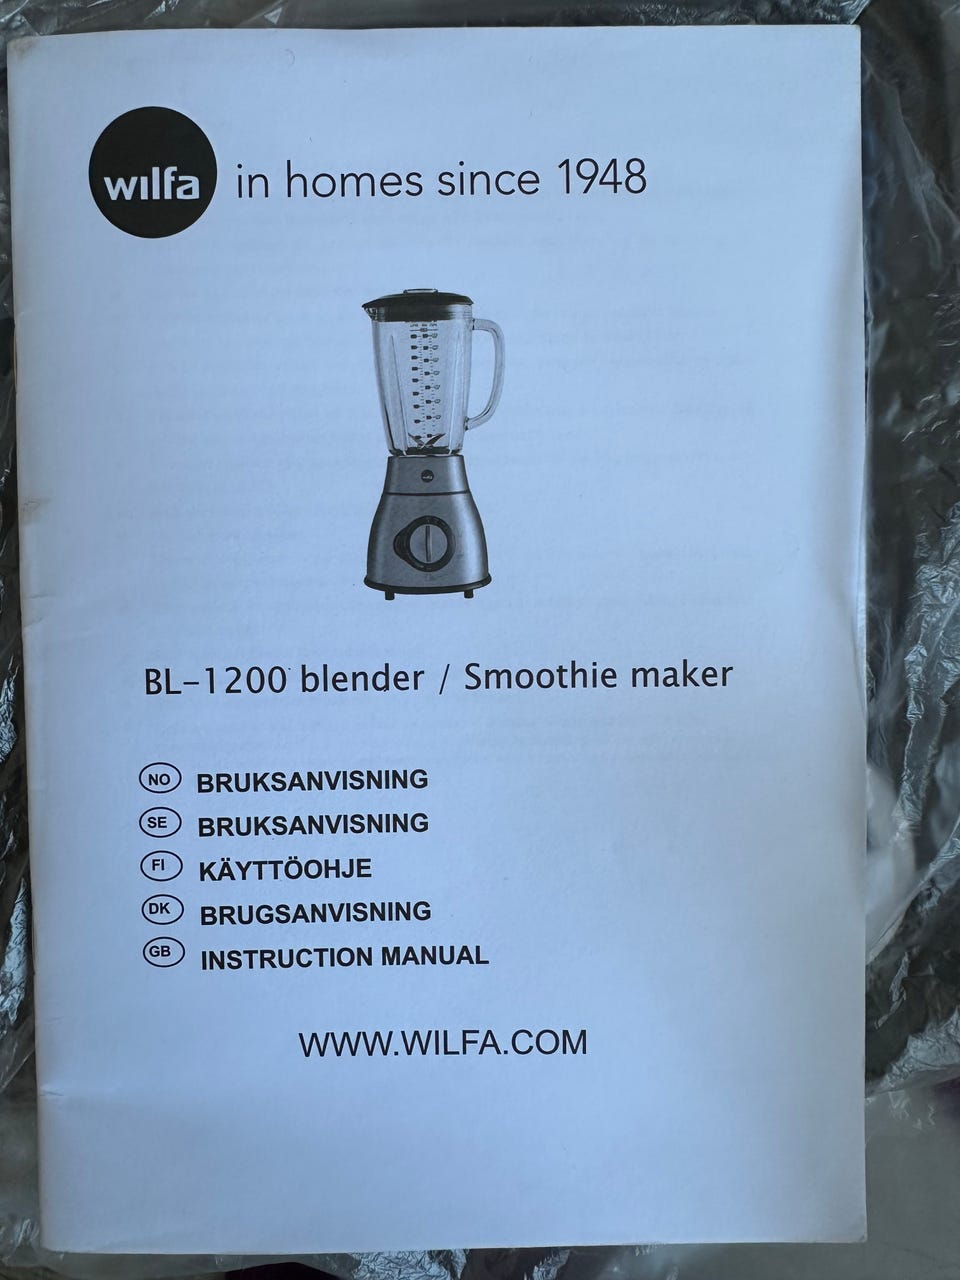 wilfa in homes since 1948
BL-1200 blender / Smoothie maker
NO BRUKSANVISNING
SE BRUKSANVISNING
FI KÄYTTÖOHJE
DK BRUGSANVISNING
GB INSTRUCTION MANUAL
WWW.WILFA.COM